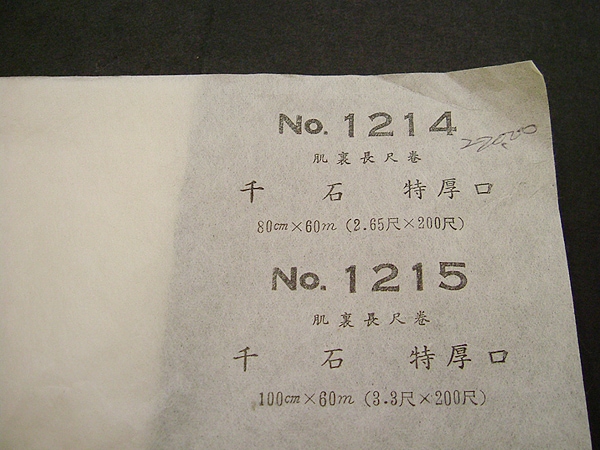 No. 1214
22000
肌裏長尺巻
千 石 特厚口
80cm×60m (2.65尺×200尺)
No. 1215
肌裏長尺巻
千 石 特厚口
100cm×60m (3.3尺×200尺)